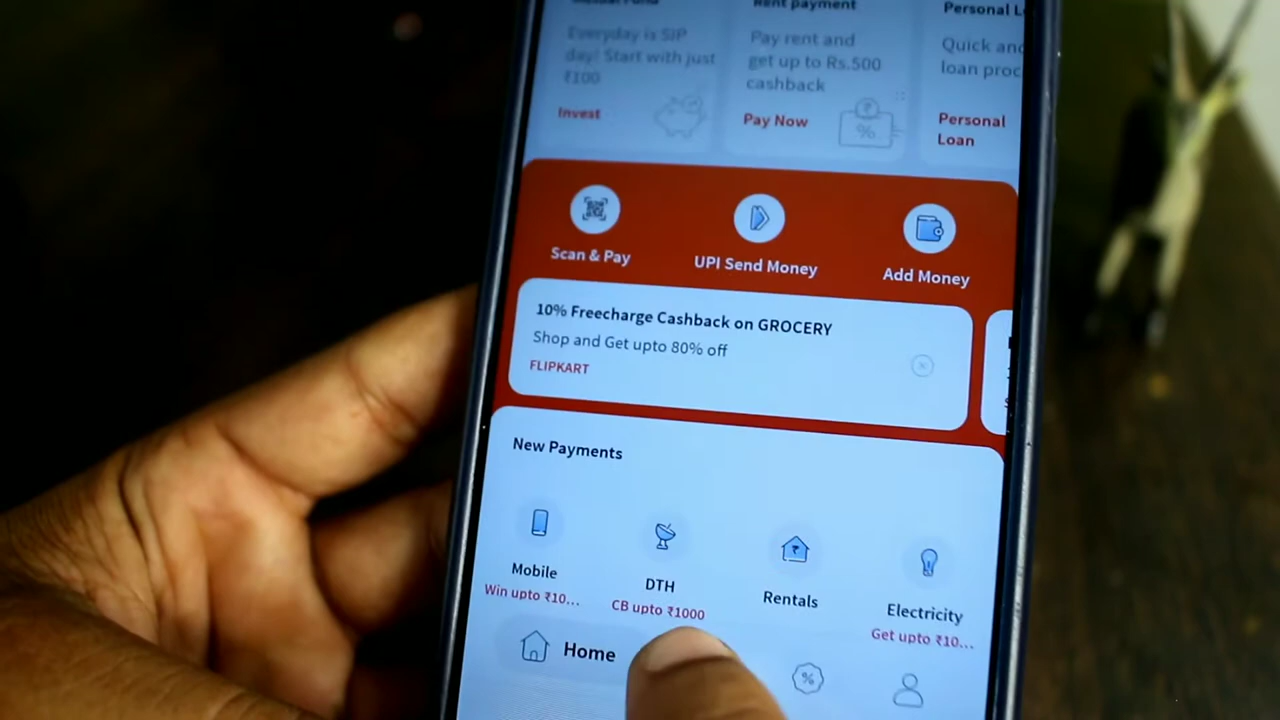 Mutual Fund
Everyday is SIP
day! Start with just
₹100
Invest
Rent payment
Pay rent and
get up to Rs.500
cashback
Pay Now
Personal L
Quick and
loan proc
Personal
Loan
Scan & Pay
UPI Send Money
Add Money
10% Freecharge Cashback on GROCERY
Shop and Get upto 80% off
FLIPKART
New Payments
Mobile
Win upto ₹10...
DTH
CB upto ₹1000
Rentals
Electricity
Get upto ₹10...
Home